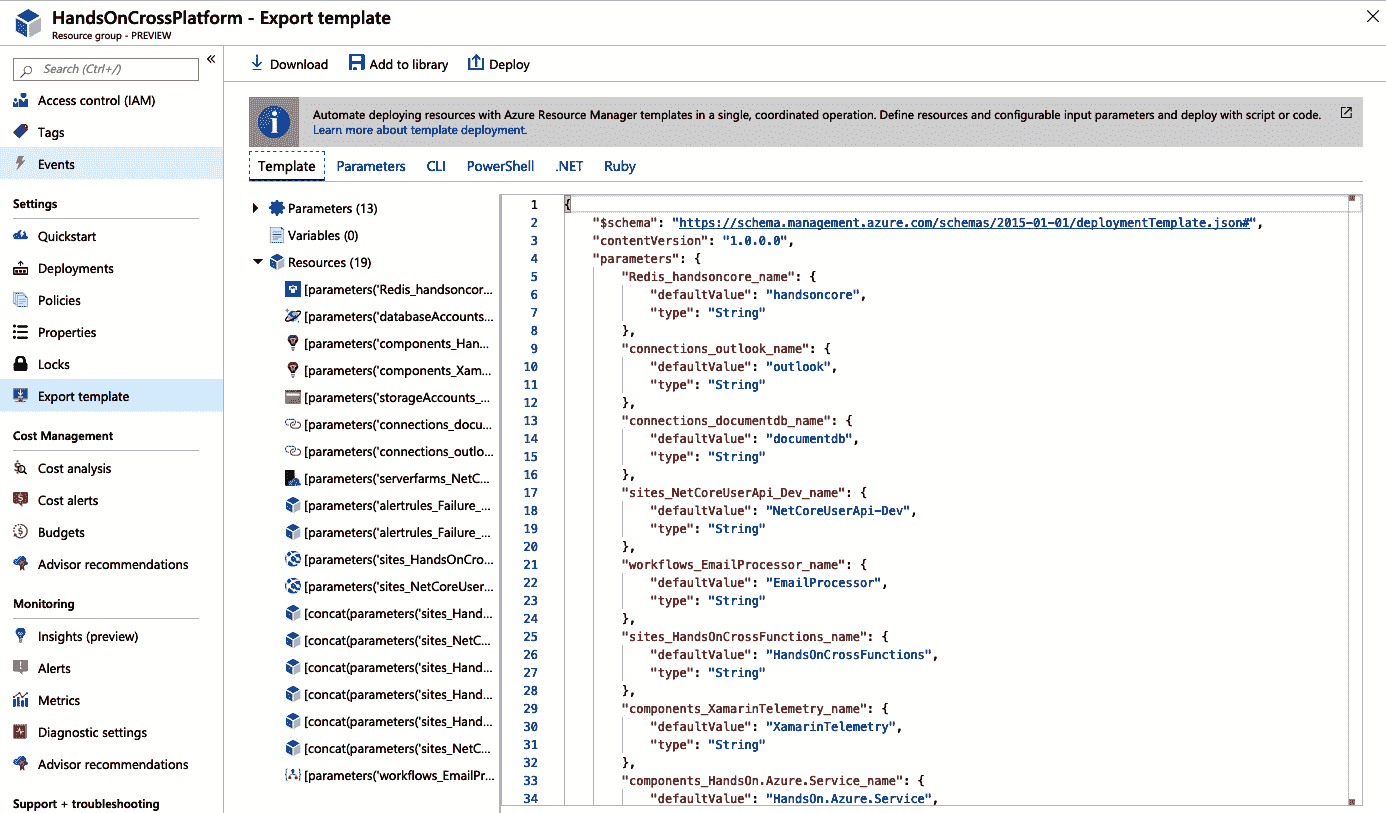 HandsOnCrossPlatform - Export template
Resource group - PREVIEW
Search (Ctrl+/)
«
Access control (IAM)
Tags
Events
Settings
Quickstart
Deployments
Policies
Properties
Locks
Export template
Cost Management
Cost analysis
Cost alerts
Budgets
Advisor recommendations
Monitoring
Insights (preview)
Alerts
Metrics
Diagnostic settings
Advisor recommendations
Support + troubleshooting
Download Add to library Deploy
Automate deploying resources with Azure Resource Manager templates in a single, coordinated operation. Define resources and configurable input parameters and deploy with script or code.
Learn more about template deployment.
Template Parameters CLI PowerShell .NET Ruby
Parameters (13)
Variables (0)
Resources (19)
[parameters('Redis_handsoncor...
[parameters('databaseAccounts...
[parameters('components_Han...
[parameters('components_Xam...
[parameters('storageAccounts_...
[parameters('connections_docu...
[parameters('connections_outlo...
[parameters('serverfarms_NetC...
[parameters('alertrules_Failure_...
[parameters('alertrules_Failure_...
[parameters('sites_HandsOnCro...
[parameters('sites_NetCoreUser...
[concat(parameters('sites_Hand...
[concat(parameters('sites_NetC...
[concat(parameters('sites_Hand...
[concat(parameters('sites_Hand...
[concat(parameters('sites_Hand...
[concat(parameters('sites_NetC...
[parameters('workflows_EmailPr...
1 {
2 "$schema": "https://schema.management.azure.com/schemas/2015-01-01/deploymentTemplate.json#",
3 "contentVersion": "1.0.0.0",
4 "parameters": {
5 "Redis_handsoncore_name": {
6 "defaultValue": "handsoncore",
7 "type": "String"
8 },
9 "connections_outlook_name": {
10 "defaultValue": "outlook",
11 "type": "String"
12 },
13 "connections_documentdb_name": {
14 "defaultValue": "documentdb",
15 "type": "String"
16 },
17 "sites_NetCoreUserApi_Dev_name": {
18 "defaultValue": "NetCoreUserApi-Dev",
19 "type": "String"
20 },
21 "workflows_EmailProcessor_name": {
22 "defaultValue": "EmailProcessor",
23 "type": "String"
24 },
25 "sites_HandsOnCrossFunctions_name": {
26 "defaultValue": "HandsOnCrossFunctions",
27 "type": "String"
28 },
29 "components_XamarinTelemetry_name": {
30 "defaultValue": "XamarinTelemetry",
31 "type": "String"
32 },
33 "components_HandsOn.Azure.Service_name": {
34 "defaultValue": "HandsOn.Azure.Service",